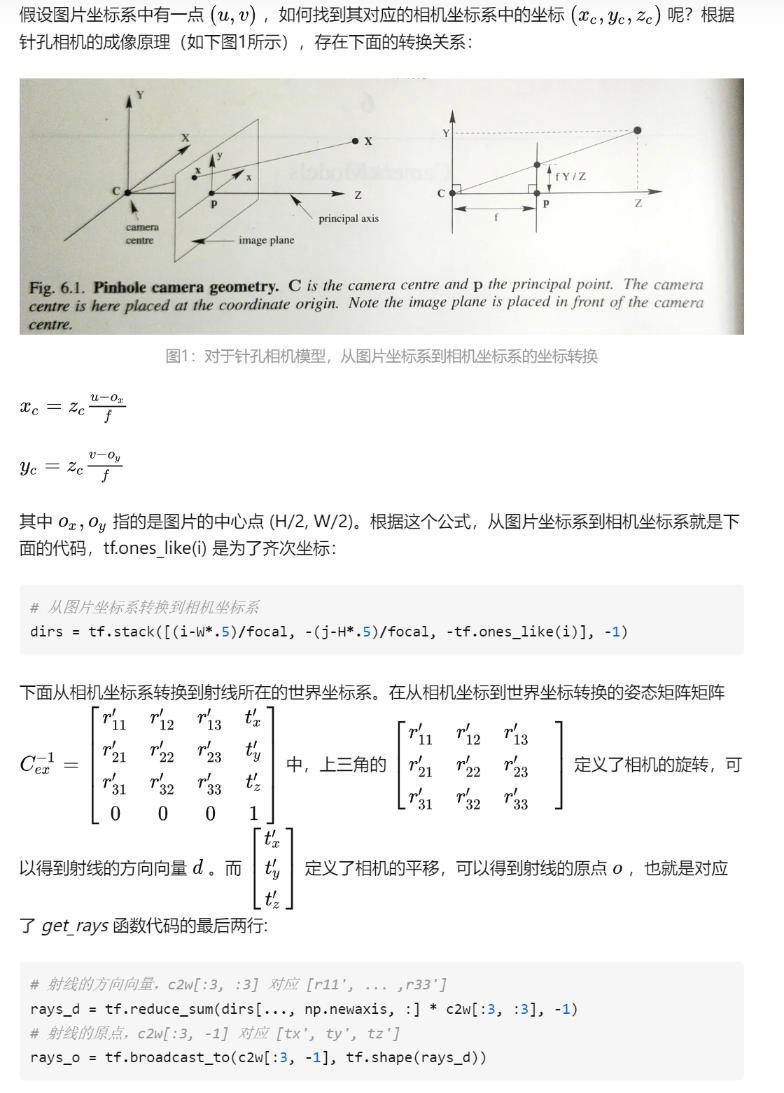 假设图片坐标系中有一点 (u, v) ，如何找到其对应的相机坐标系中的坐标 (x_c, y_c, z_c) 呢？根据
针孔相机的成像原理（如下图1所示），存在下面的转换关系：
Y
X
y
x
x
X
C
p
Z
camera
centre
image plane
principal axis
Y
C
f Y / Z
p
f
Z
Fig. 6.1. Pinhole camera geometry. C is the camera centre and p the principal point. The camera
centre is here placed at the coordinate origin. Note the image plane is placed in front of the camera
centre.
图1：对于针孔相机模型，从图片坐标系到相机坐标系的坐标转换
x_c = z_c \frac{u-o_x}{f}
y_c = z_c \frac{v-o_y}{f}
其中 o_x, o_y 指的是图片的中心点 (H/2, W/2)。根据这个公式，从图片坐标系到相机坐标系就是下
面的代码，tf.ones_like(i) 是为了齐次坐标：
# 从图片坐标系转换到相机坐标系
dirs = tf.stack([(i-W*.5)/focal, -(j-H*.5)/focal, -tf.ones_like(i)], -1)
下面从相机坐标系转换到射线所在的世界坐标系。在从相机坐标到世界坐标转换的姿态矩阵矩阵
C_{ex}^{-1} = \begin{bmatrix} r'_{11} & r'_{12} & r'_{13} & t'_x \\ r'_{21} & r'_{22} & r'_{23} & t'_y \\ r'_{31} & r'_{32} & r'_{33} & t'_z \\ 0 & 0 & 0 & 1 \end{bmatrix} 中，上三角的 \begin{bmatrix} r'_{11} & r'_{12} & r'_{13} \\ r'_{21} & r'_{22} & r'_{23} \\ r'_{31} & r'_{32} & r'_{33} \end{bmatrix} 定义了相机的旋转，可
以得到射线的方向向量 d 。而 \begin{bmatrix} t'_x \\ t'_y \\ t'_z \end{bmatrix} 定义了相机的平移，可以得到射线的原点 o ，也就是对应
了 get_rays 函数代码的最后两行:
# 射线的方向向量，c2w[:3, :3] 对应 [r11', ... ,r33']
rays_d = tf.reduce_sum(dirs[..., np.newaxis, :] * c2w[:3, :3], -1)
# 射线的原点，c2w[:3, -1] 对应 [tx', ty', tz']
rays_o = tf.broadcast_to(c2w[:3, -1], tf.shape(rays_d))